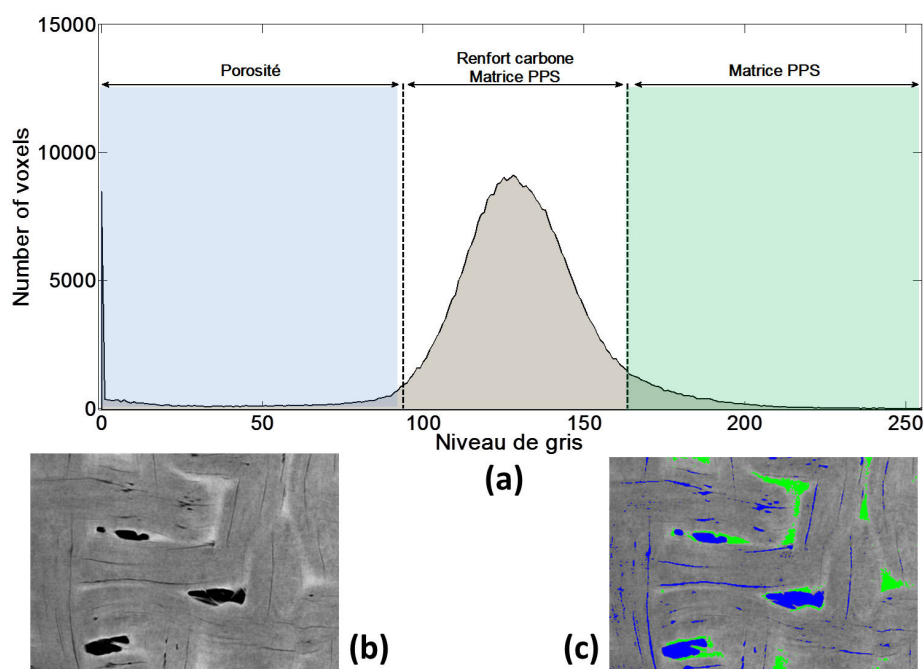 15000
Porosité
Renfort carbone
Matrice PPS
Matrice PPS
10000
Number of voxels
5000
0
0
50
100
150
200
250
Niveau de gris
(a)
(b)
(c)